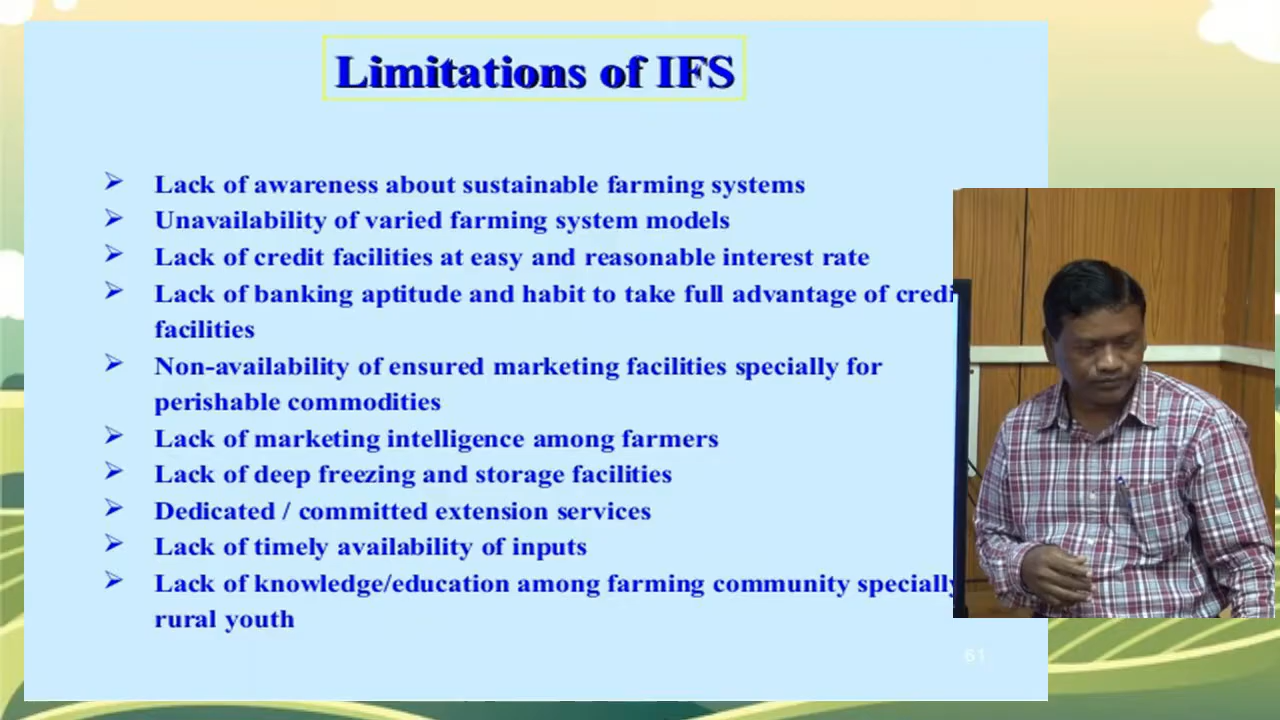 Limitations of IFS
Lack of awareness about sustainable farming systems
Unavailability of varied farming system models
Lack of credit facilities at easy and reasonable interest rate
Lack of banking aptitude and habit to take full advantage of credi
facilities
Non-availability of ensured marketing facilities specially for
perishable commodities
Lack of marketing intelligence among farmers
Lack of deep freezing and storage facilities
Dedicated / committed extension services
Lack of timely availability of inputs
Lack of knowledge/education among farming community specially
rural youth
61